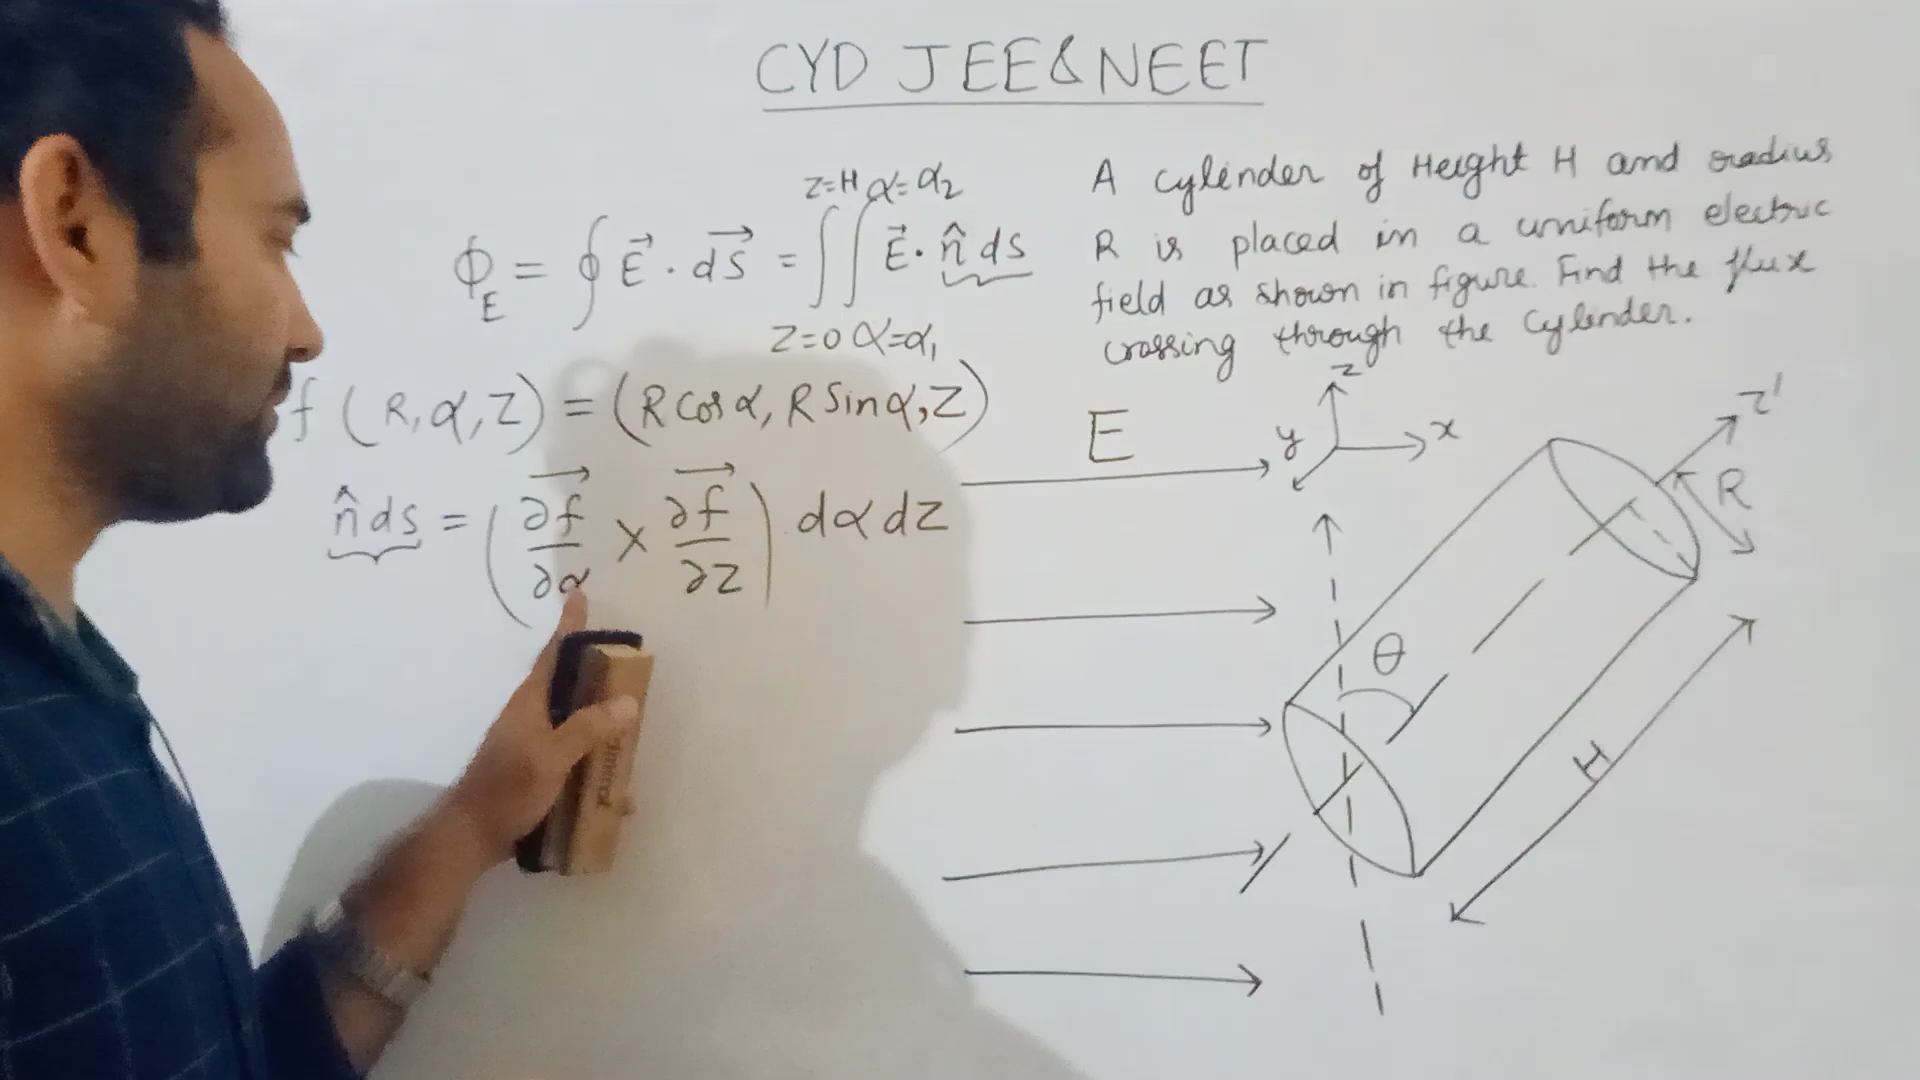 CYD JEE&NEET
Z=H α=α₂
Φ_E = ∮ E⃗ . dS⃗ = ∫∫ E⃗ . n̂ ds
Z=0 α=α₁
f (R, α, Z) = (R cos α, R Sin α, Z)
n̂ ds = (∂f⃗/∂α × ∂f⃗/∂Z) dα dZ
A cylinder of Height H and radius
R is placed in a uniform electric
field as shown in figure. Find the flux
crossing through the cylinder.
E
z
y
x
z'
R
θ
H